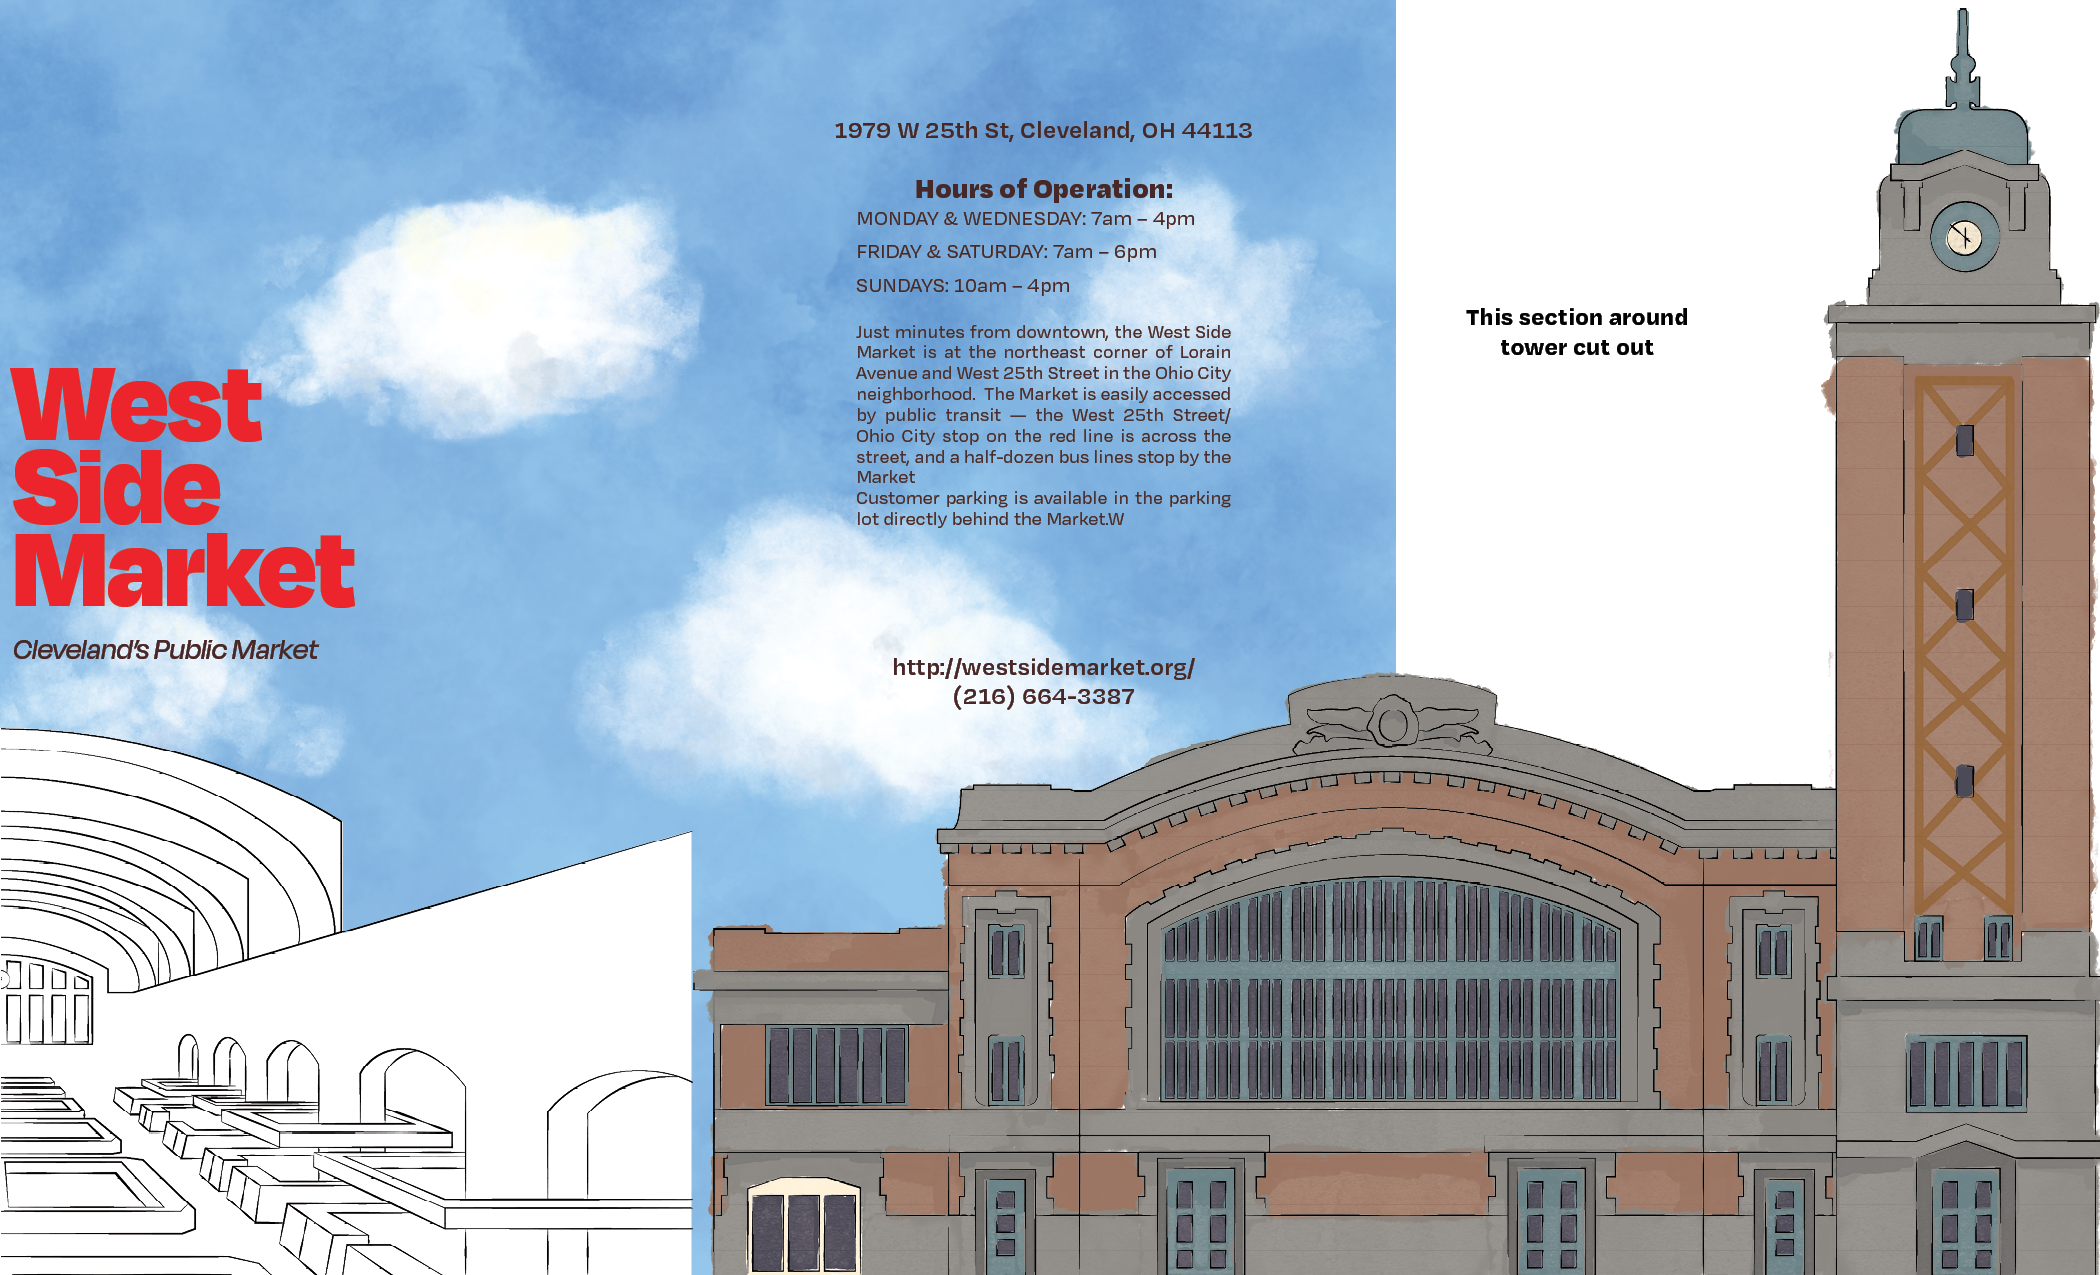 West
Side
Market
Cleveland's Public Market
1979 W 25th St, Cleveland, OH 44113
Hours of Operation:
MONDAY & WEDNESDAY: 7am – 4pm
FRIDAY & SATURDAY: 7am – 6pm
SUNDAYS: 10am – 4pm
Just minutes from downtown, the West Side
Market is at the northeast corner of Lorain
Avenue and West 25th Street in the Ohio City
neighborhood. The Market is easily accessed
by public transit — the West 25th Street/
Ohio City stop on the red line is across the
street, and a half-dozen bus lines stop by the
Market
Customer parking is available in the parking
lot directly behind the Market.W
http://westsidemarket.org/
(216) 664-3387
This section around
tower cut out